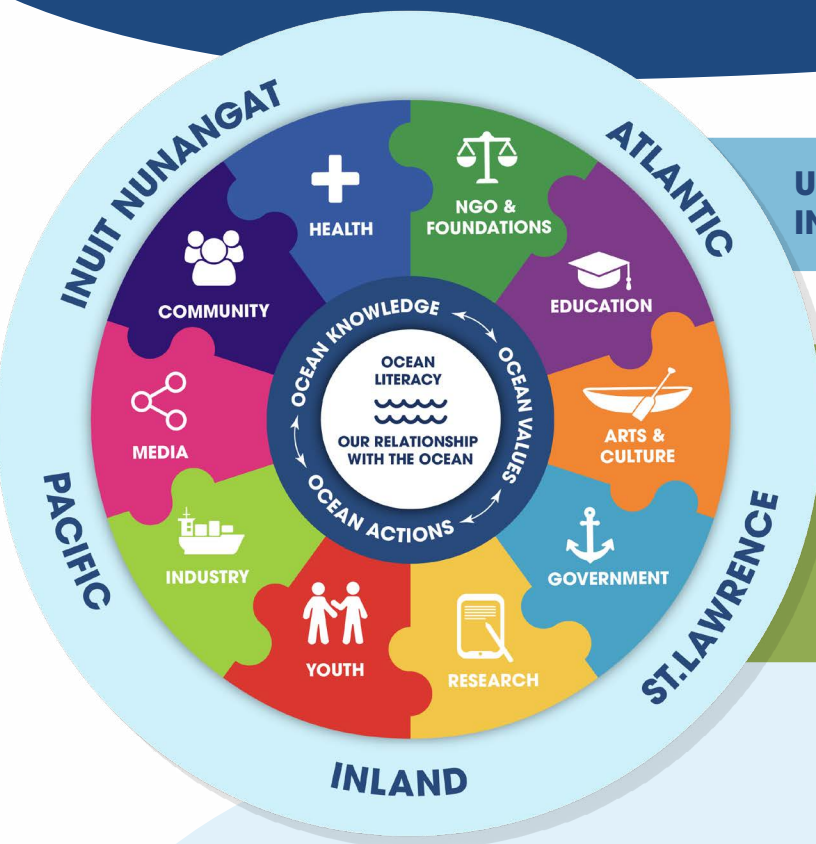 INUIT NUNANGAT
ATLANTIC
ST.LAWRENCE
INLAND
PACIFIC
HEALTH
NGO &
FOUNDATIONS
EDUCATION
ARTS &
CULTURE
GOVERNMENT
RESEARCH
YOUTH
INDUSTRY
MEDIA
COMMUNITY
OCEAN KNOWLEDGE
OCEAN VALUES
OCEAN ACTIONS
OCEAN
LITERACY
OUR RELATIONSHIP
WITH THE OCEAN